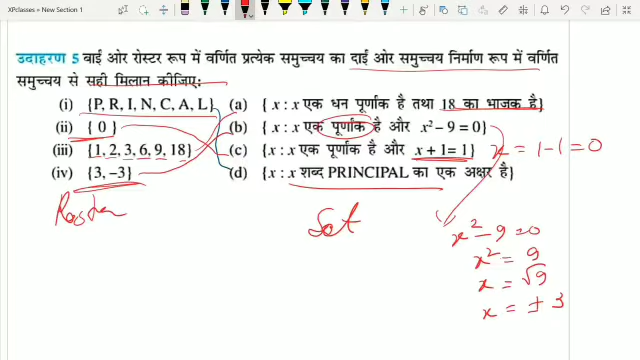 XPclasses » New Section 1
उदाहरण 5 बाईं ओर रोस्टर रूप में वर्णित प्रत्येक समुच्चय का दाईं ओर समुच्चय निर्माण रूप में वर्णित
समुच्चय से सही मिलान कीजिए:
(i) {P, R, I, N, C, A, L} (a) { x : x एक धन पूर्णांक है तथा 18 का भाजक है}
(ii) { 0 } (b) { x : x एक पूर्णांक है और x² – 9 = 0}
(iii) {1, 2, 3, 6, 9, 18} (c) {x : x एक पूर्णांक है और x + 1= 1} x = 1-1=0
(iv) {3, –3} (d) {x : x शब्द PRINCIPAL का एक अक्षर है}
Set
x² - 9 =0
x² = 9
x = √9
x = ± 3